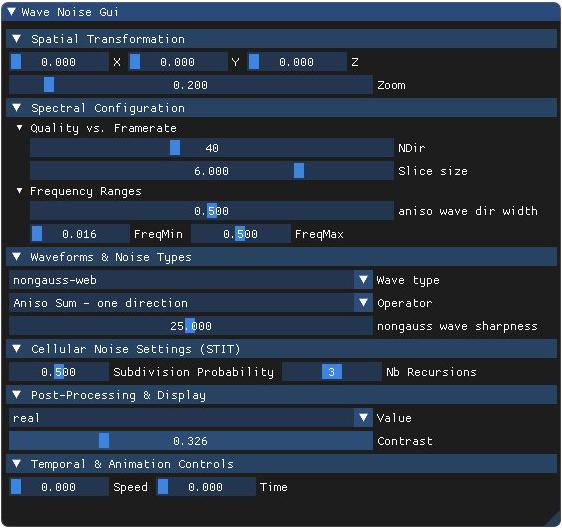 Wave Noise Gui
Spatial Transformation
0.000 X 0.000 Y 0.000 Z
0.200 Zoom
Spectral Configuration
Quality vs. Framerate
40 NDir
6.000 Slice size
Frequency Ranges
0.500 aniso wave dir width
0.016 FreqMin 0.500 FreqMax
Waveforms & Noise Types
nongauss-web Wave type
Aniso Sum - one direction Operator
25.000 nongauss wave sharpness
Cellular Noise Settings (STIT)
0.500 Subdivision Probability 3 Nb Recursions
Post-Processing & Display
real Value
0.326 Contrast
Temporal & Animation Controls
0.000 Speed 0.000 Time